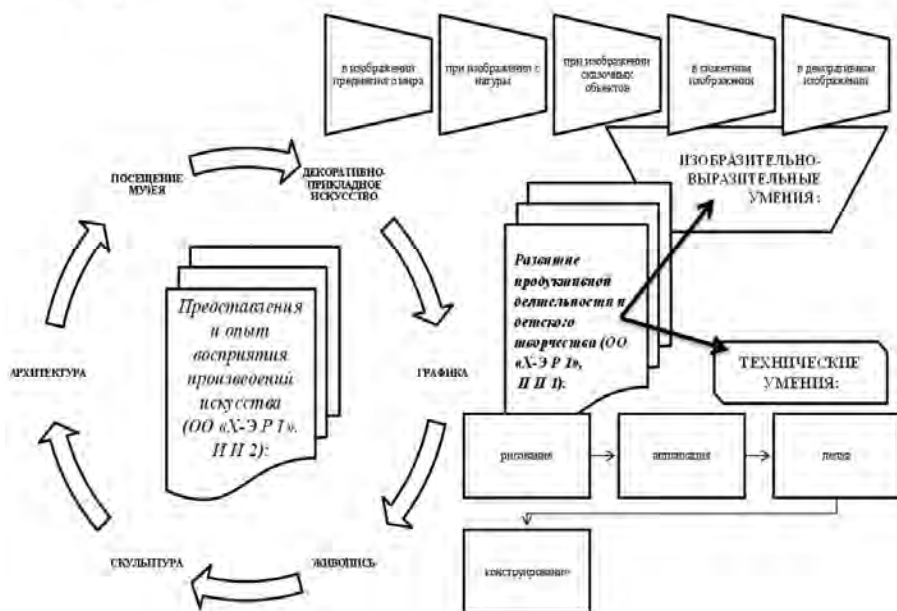 в изображении
предметного мира
при изображении с
натуры
при изображении
сказочных
объектов
в сюжетном
изображении
в декоративном
изображении
ИЗОБРАЗИТЕЛЬНО-
ВЫРАЗИТЕЛЬНЫЕ
УМЕНИЯ:
ПОСЕЩЕНИЕ
МУЗЕЯ
ДЕКОРАТИВНО-
ПРИКЛАДНОЕ
ИСКУССТВО
Представления
и опыт
восприятия
произведений
искусства
(ОО «Х-Э Р 1».
И П 2):
Развитие
продуктивной
деятельности и
детского
творчества (ОО
«Х-Э Р 1»,
И П 1):
АРХИТЕКТУРА
ГРАФИКА
ТЕХНИЧЕСКИЕ
УМЕНИЯ:
рисования
аппликация
лепка
СКУЛЬПТУРА
ЖИВОПИСЬ
конструирование